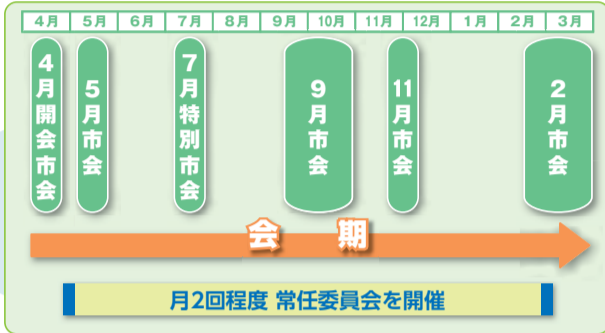 4月 5月 6月 7月 8月 9月 10月 11月 12月 1月 2月 3月
4月開会市会
5月市会
7月特別市会
9月市会
11月市会
2月市会
会期
月2回程度 常任委員会を開催